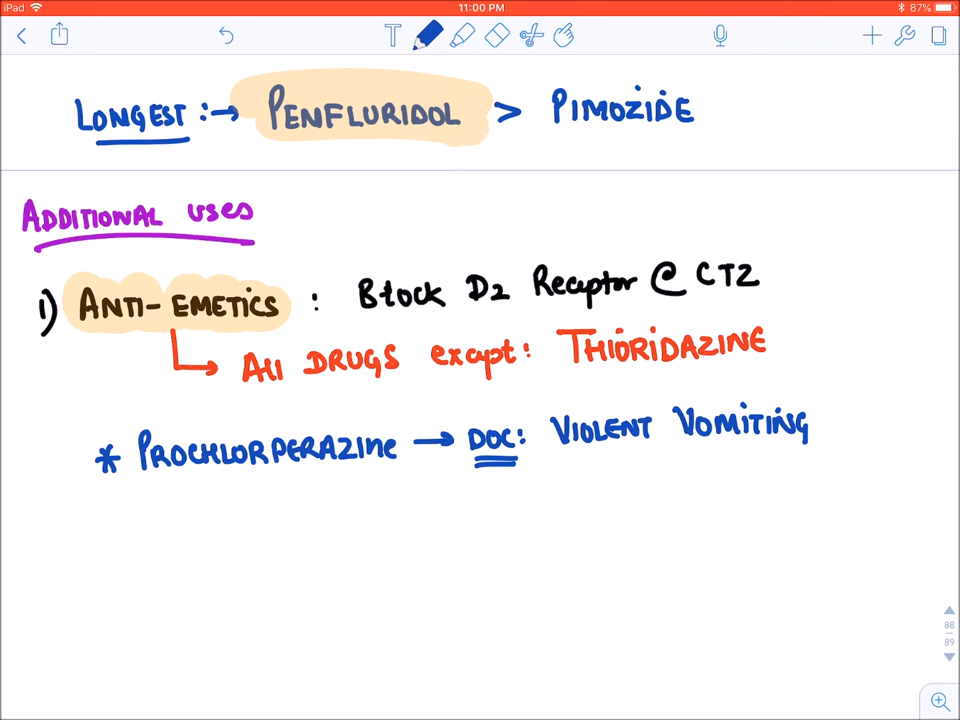 iPad 11:00 PM 87%
T
LONGEST :→ PENFLURIDOL > PIMOZIDE
ADDITIONAL USES
1) ANTI-EMETICS : Block D2 Receptor @ CTZ
↳ All DRUGS except: THIORIDAZINE
* PROCHLORPERAZINE → DOC: VIOLENT VOMITING
88
89